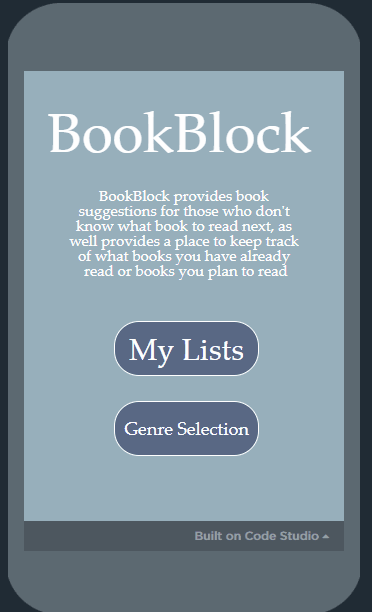 BookBlock
BookBlock provides book
suggestions for those who don't
know what book to read next, as
well provides a place to keep track
of what books you have already
read or books you plan to read
My Lists
Genre Selection
Built on Code Studio